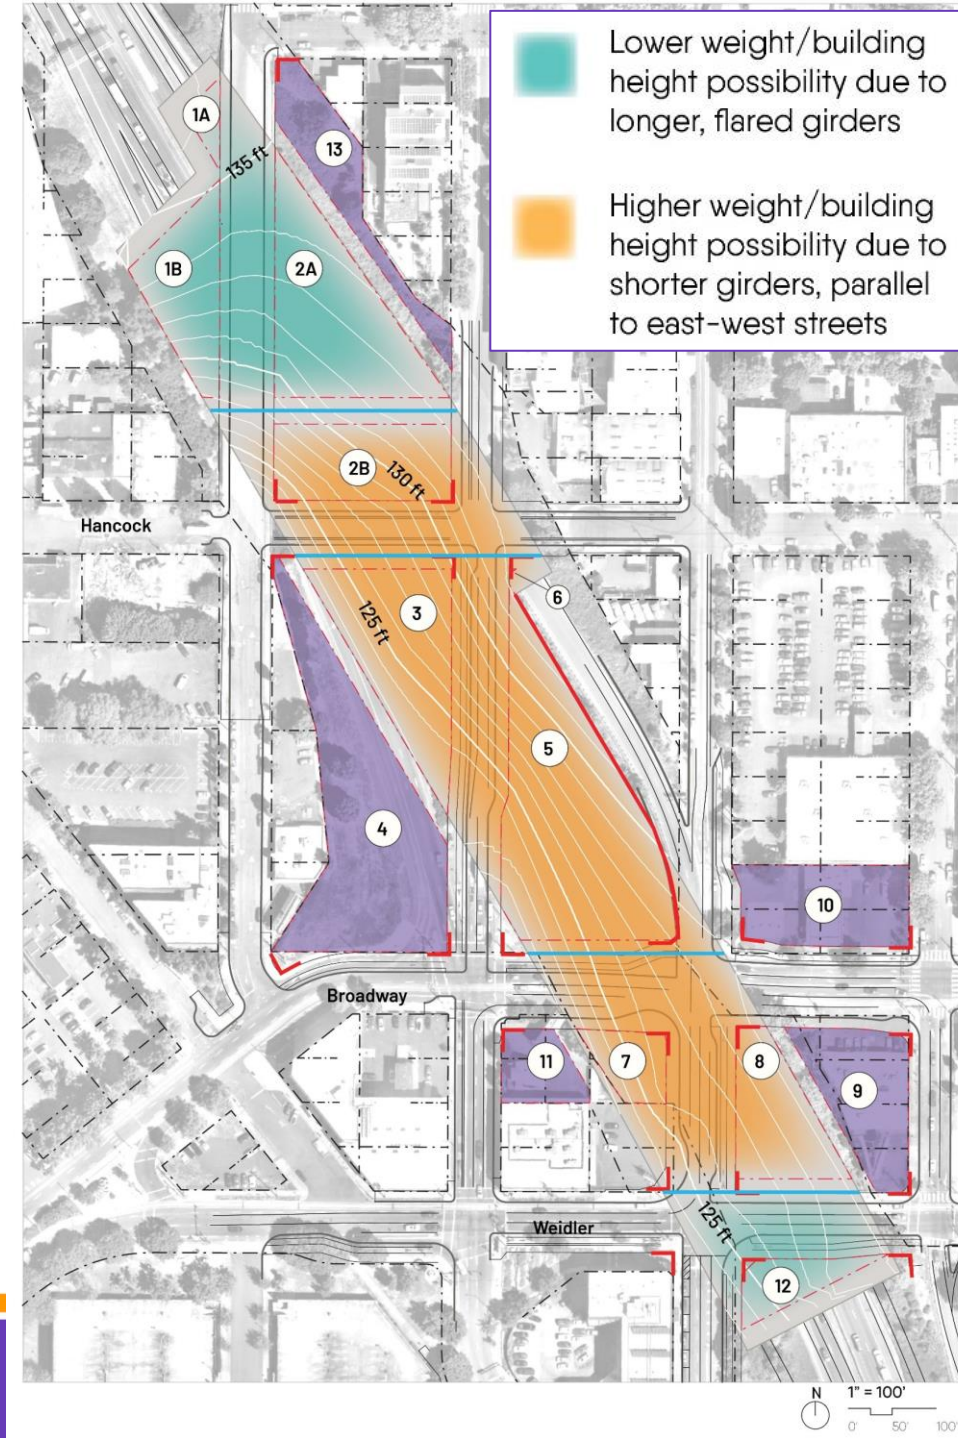 Lower weight/building
height possibility due to
longer, flared girders
Higher weight/building
height possibility due to
shorter girders, parallel
to east-west streets
1A
13
135 ft
1B
2A
2B
130 ft
Hancock
6
3
125 ft
5
4
10
Broadway
11
7
8
9
125 ft
Weidler
12
N
1" = 100'
0' 50' 100'